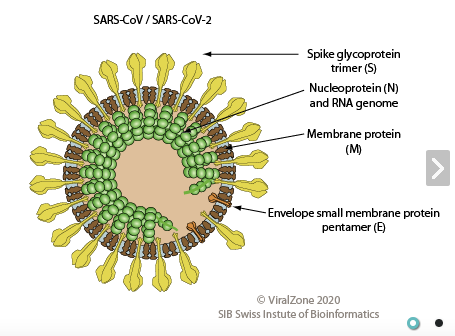 SARS-CoV / SARS-CoV-2
Spike glycoprotein
trimer (S)
Nucleoprotein (N)
and RNA genome
Membrane protein
(M)
Envelope small membrane protein
pentamer (E)
© ViralZone 2020
SIB Swiss Instute of Bioinformatics